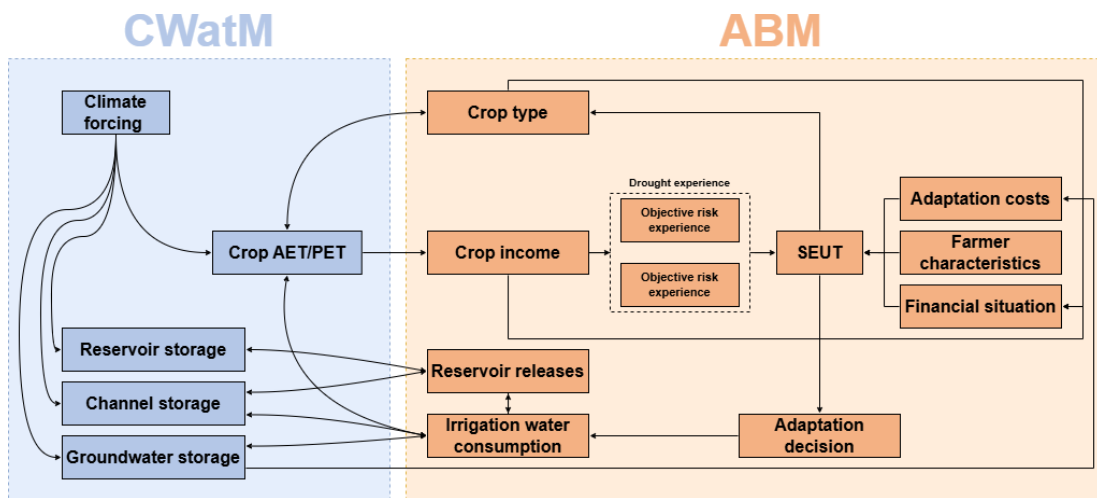 CWatM
ABM
Climate
forcing
Crop type
Drought experience
Objective risk
experience
Adaptation costs
Crop AET/PET
Crop income
SEUT
Farmer
characteristics
Objective risk
experience
Financial situation
Reservoir storage
Reservoir releases
Channel storage
Irrigation water
consumption
Adaptation
decision
Groundwater storage